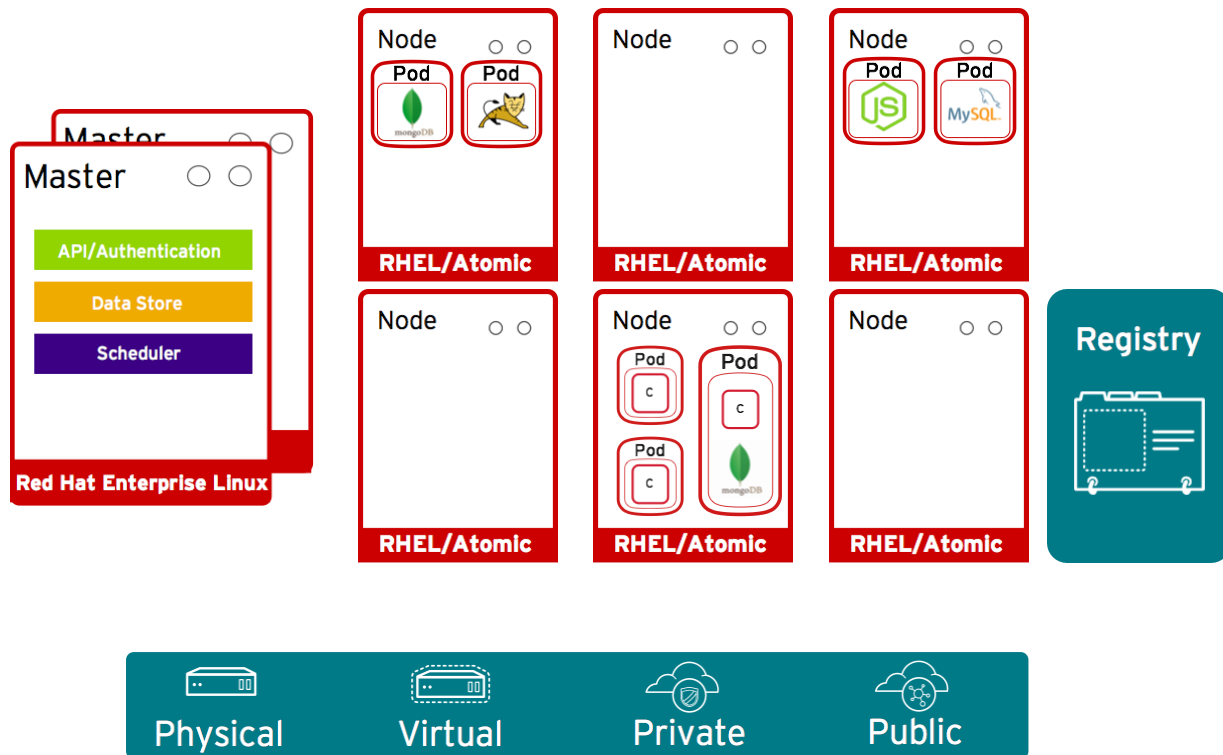 Master
Master
API/Authentication
Data Store
Scheduler
Red Hat Enterprise Linux
Node
Pod
mongoDB
Pod
RHEL/Atomic
Node
RHEL/Atomic
Node
Pod
JS
Pod
MySQL
RHEL/Atomic
Node
RHEL/Atomic
Node
Pod
c
Pod
c
Pod
c
mongoDB
RHEL/Atomic
Node
RHEL/Atomic
Registry
Physical
Virtual
Private
Public